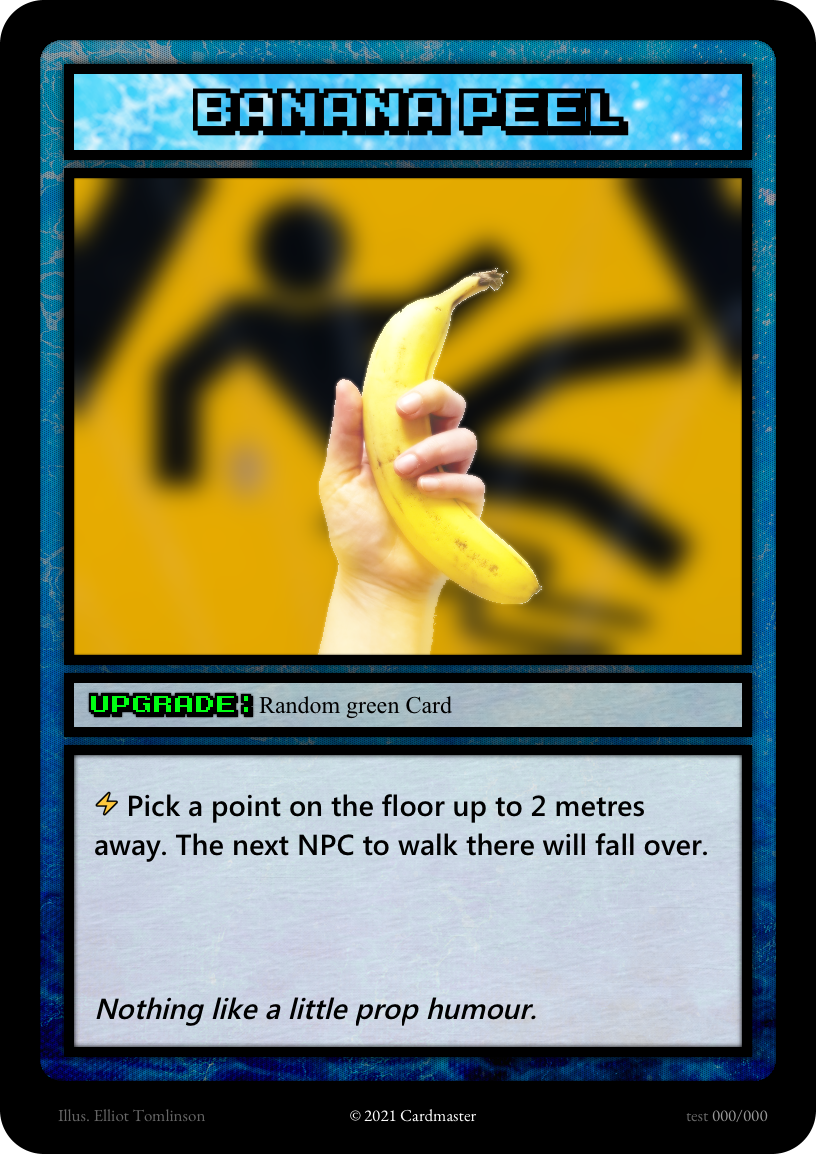 BANANA PEEL
UPGRADE: Random green Card
⚡ Pick a point on the floor up to 2 metres
away. The next NPC to walk there will fall over.
Nothing like a little prop humour.
Illus. Elliot Tomlinson © 2021 Cardmaster test 000/000